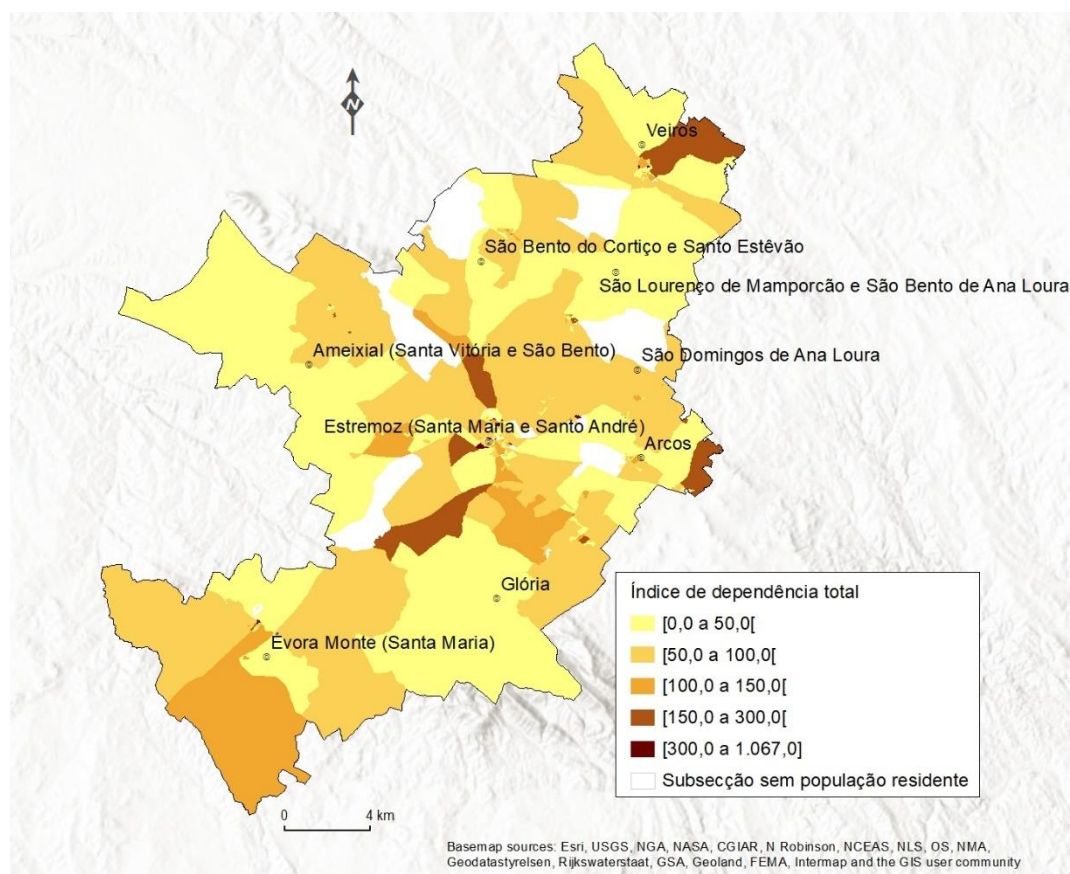 N
Veiros
São Bento do Cortiço e Santo Estêvão
São Lourenço de Mamporcão e São Bento de Ana Loura
Ameixial (Santa Vitória e São Bento)
São Domingos de Ana Loura
Estremoz (Santa Maria e Santo André)
Arcos
Glória
Évora Monte (Santa Maria)
Índice de dependência total
[0,0 a 50,0[
[50,0 a 100,0[
[100,0 a 150,0[
[150,0 a 300,0[
[300,0 a 1.067,0]
Subsecção sem população residente
0 4 km
Basemap sources: Esri, USGS, NGA, NASA, CGIAR, N Robinson, NCEAS, NLS, OS, NMA,
Geodatastyrelsen, Rijkswaterstaat, GSA, Geoland, FEMA, Intermap and the GIS user community